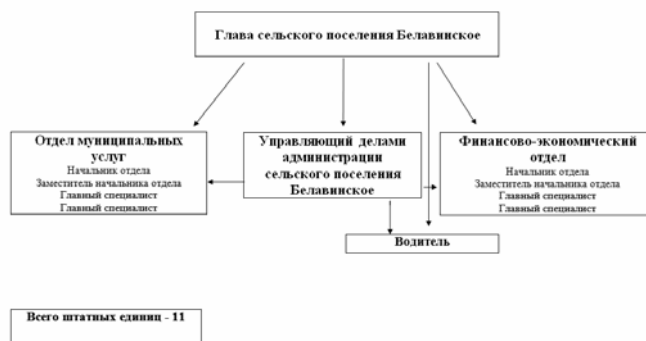 Глава сельского поселения Белавинское
Отдел муниципальных
услуг
Начальник отдела
Заместитель начальника отдела
Главный специалист
Главный специалист
Управляющий делами
администрации
сельского поселения
Белавинское
Финансово-экономический
отдел
Начальник отдела
Заместитель начальника отдела
Главный специалист
Главный специалист
Водитель
Всего штатных единиц - 11